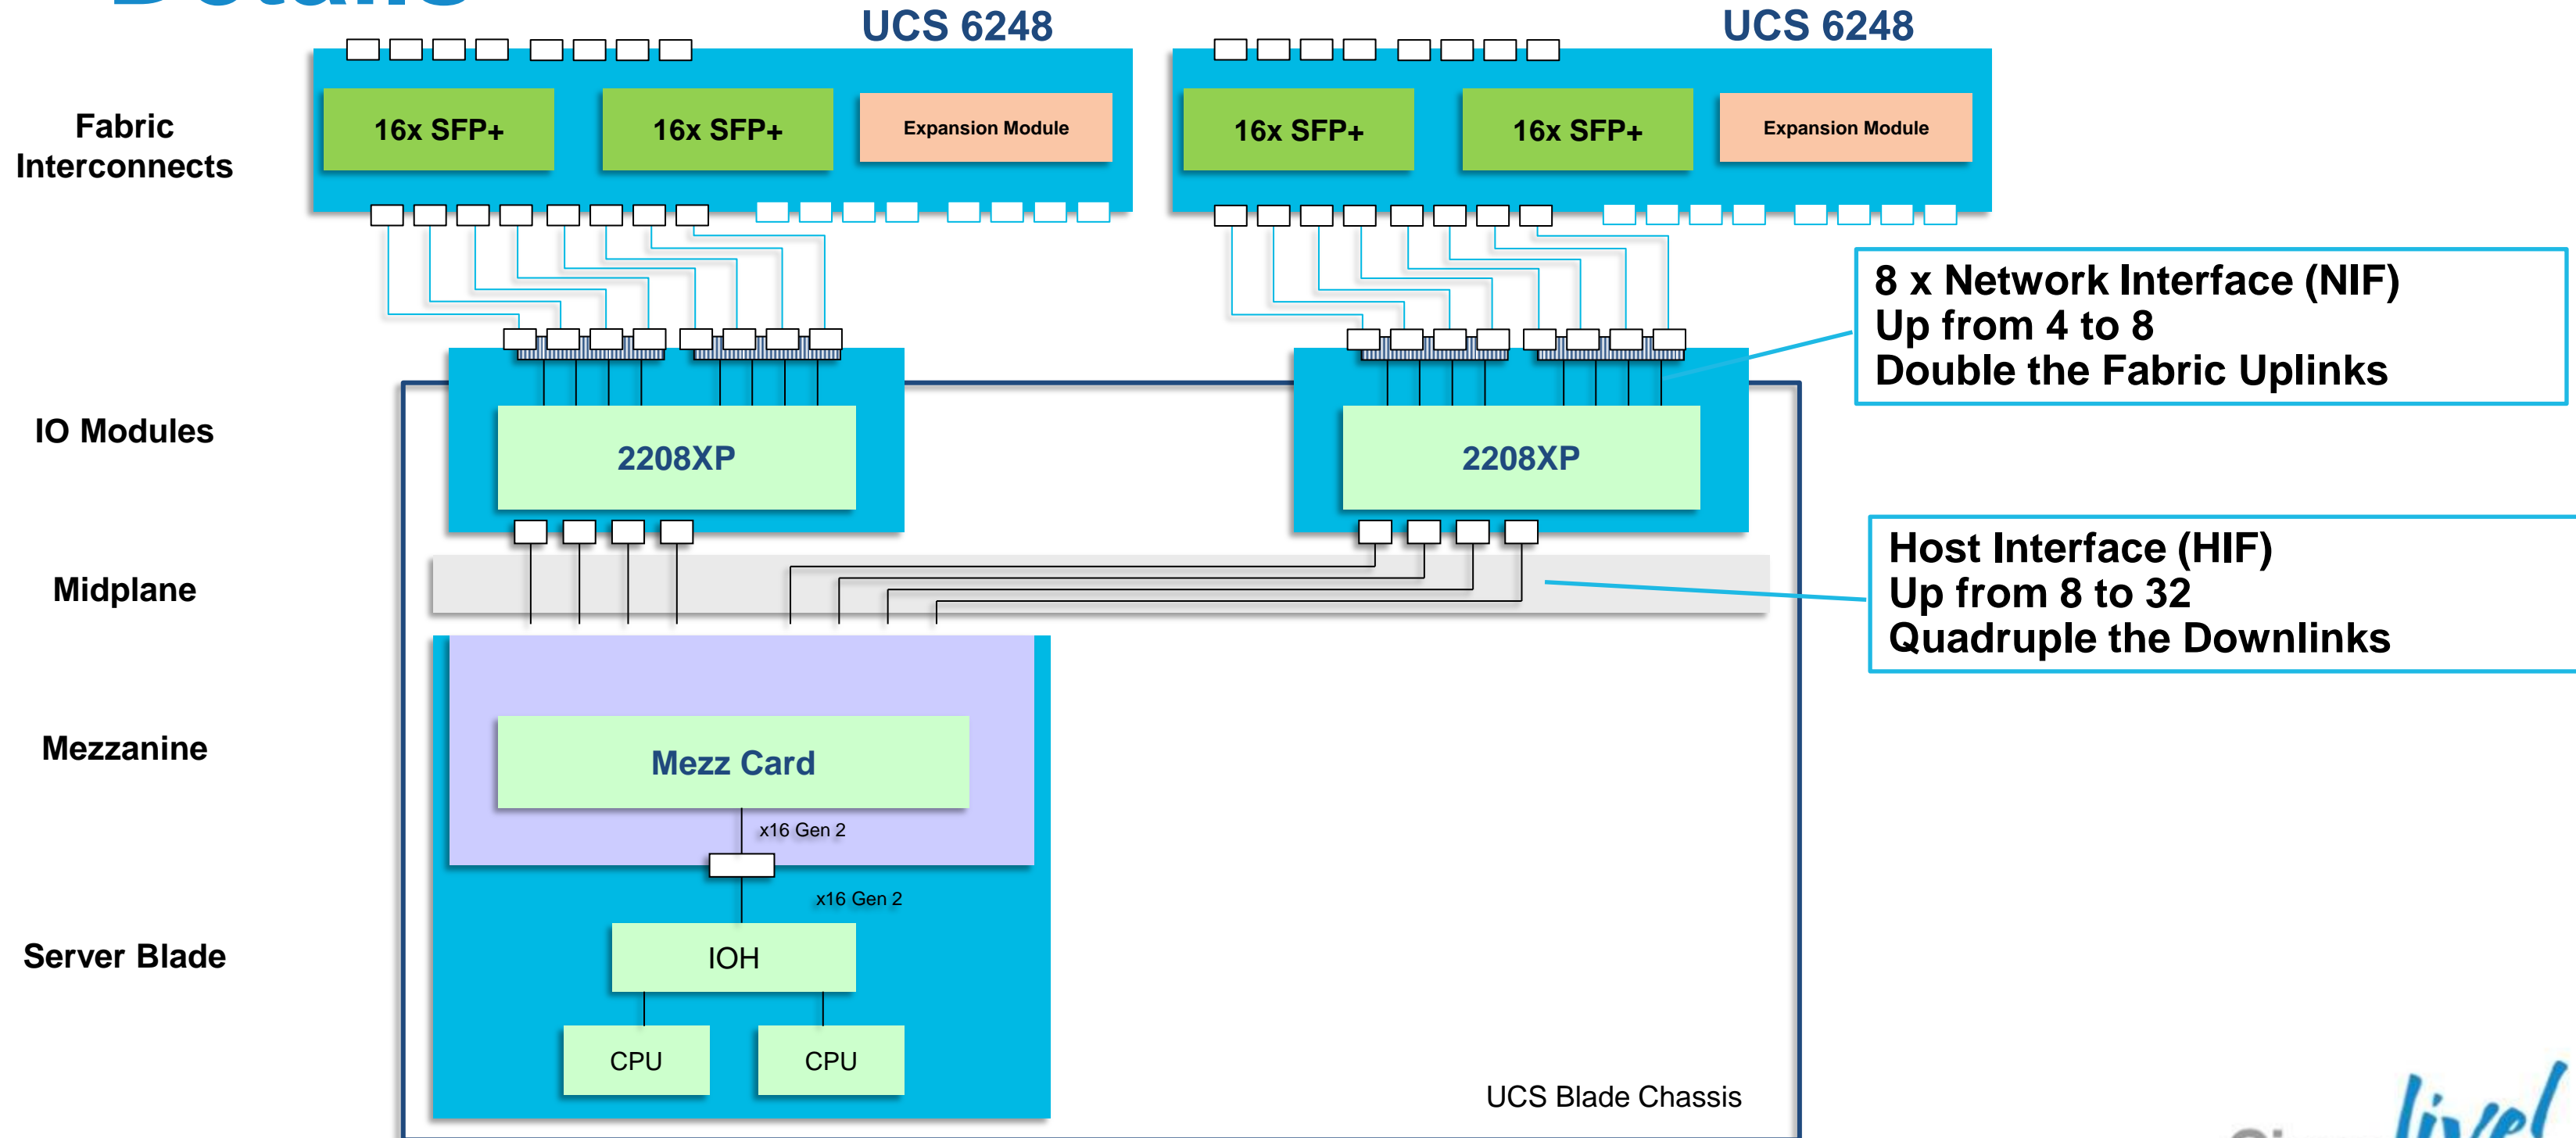 Details
UCS 6248
UCS 6248
Fabric
Interconnects
16x SFP+
16x SFP+
Expansion Module
16x SFP+
16x SFP+
Expansion Module
8 x Network Interface (NIF)
Up from 4 to 8
Double the Fabric Uplinks
IO Modules
2208XP
2208XP
Host Interface (HIF)
Up from 8 to 32
Quadruple the Downlinks
Midplane
Mezzanine
Mezz Card
x16 Gen 2
x16 Gen 2
Server Blade
IOH
CPU
CPU
UCS Blade Chassis
Cisco live!